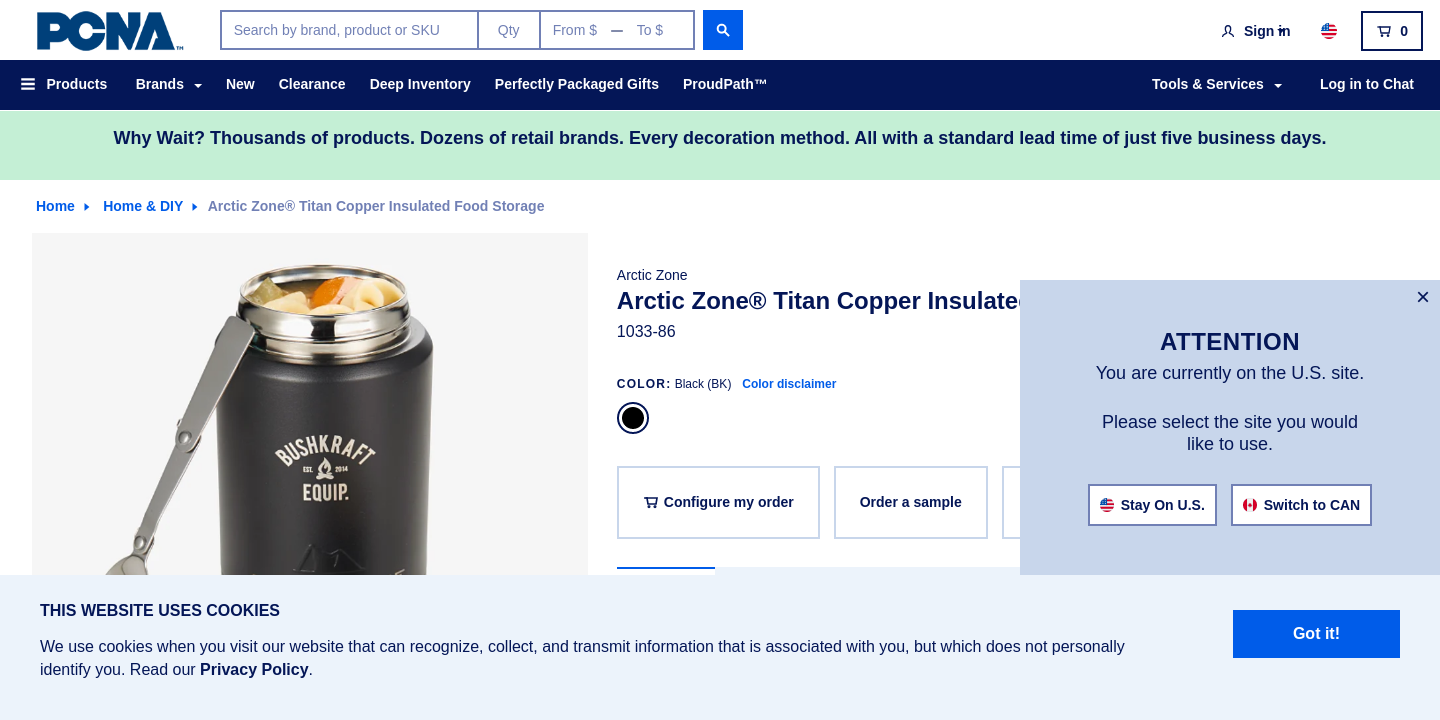 PCNA™
Search by brand, product or SKU
Qty
From $ — To $
Sign in
0
Products
Brands
New
Clearance
Deep Inventory
Perfectly Packaged Gifts
ProudPath™
Tools & Services
Log in to Chat
Why Wait? Thousands of products. Dozens of retail brands. Every decoration method. All with a standard lead time of just five business days.
Home
Home & DIY
Arctic Zone® Titan Copper Insulated Food Storage
BUSHKRAFT
EST. 2014
EQUIP.
Arctic Zone
Arctic Zone® Titan Copper Insulated
1033-86
COLOR: Black (BK) Color disclaimer
Configure my order
Order a sample
×
ATTENTION
You are currently on the U.S. site.
Please select the site you would
like to use.
Stay On U.S.
Switch to CAN
THIS WEBSITE USES COOKIES
We use cookies when you visit our website that can recognize, collect, and transmit information that is associated with you, but which does not personally
identify you. Read our Privacy Policy.
Got it!